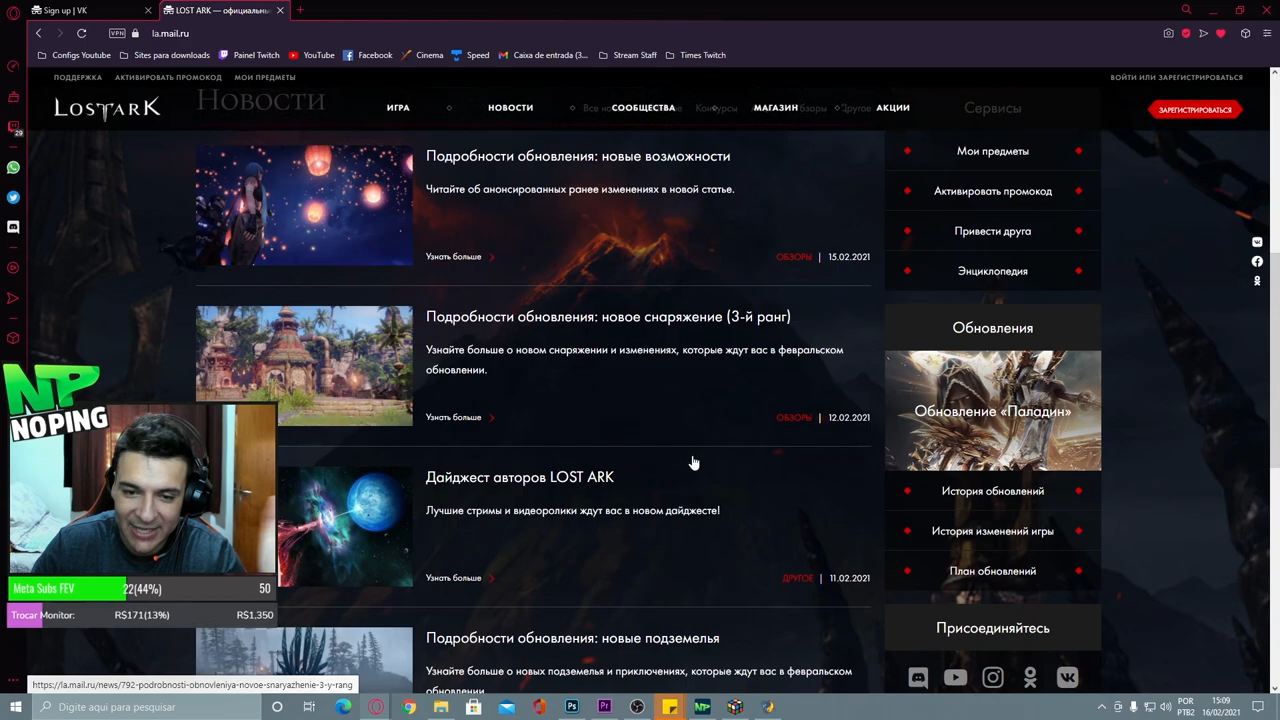 Sign up | VK
LOST ARK — официальны
VPN
la.mail.ru
Configs Youtube
Sites para downloads
Painel Twitch
YouTube
Facebook
Cinema
Speed
Caixa de entrada (3...
Stream Staff
Times Twitch
ПОДДЕРЖКА
АКТИВИРОВАТЬ ПРОМОКОД
МОИ ПРЕДМЕТЫ
ВОЙТИ ИЛИ ЗАРЕГИСТРИРОВАТЬСЯ
LOST ARK
ИГРА
НОВОСТИ
СООБЩЕСТВА
МАГАЗИН
АКЦИИ
ЗАРЕГИСТРИРОВАТЬСЯ
Новости
Конкурсы
Другое
Сервисы
Подробности обновления: новые возможности
Читайте об анонсированных ранее изменениях в новой статье.
Узнать больше
ОБЗОРЫ | 15.02.2021
Подробности обновления: новое снаряжение (3-й ранг)
Узнайте больше о новом снаряжении и изменениях, которые ждут вас в февральском
обновлении.
Узнать больше
ОБЗОРЫ | 12.02.2021
Дайджест авторов LOST ARK
Лучшие стримы и видеоролики ждут вас в новом дайджесте!
Узнать больше
ДРУГОЕ | 11.02.2021
Подробности обновления: новые подземелья
Узнайте больше о новых подземелья и приключениях, которые ждут вас в февральском
обновлении.
Мои предметы
Активировать промокод
Привести друга
Энциклопедия
Обновления
Обновление «Паладин»
История обновлений
История изменений игры
План обновлений
Присоединяйтесь
29
NP
NOPING
Meta Subs FEV 22(44%) 50
Trocar Monitor: R$171(13%) R$1,350
https://la.mail.ru/news/792-podrobnosti-obnovleniya-novoe-snaryazhenie-3-y-rang
Digite aqui para pesquisar
POR
PTB2
15:09
16/02/2021